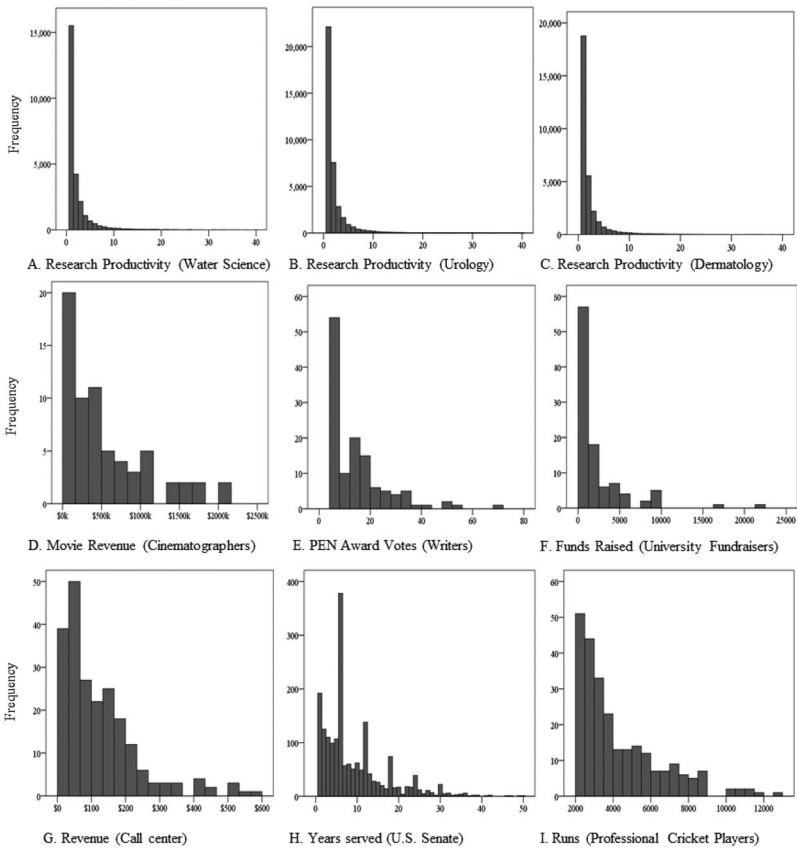 Frequency
15,000
10,000
5,000
0
0 10 20 30 40
A. Research Productivity (Water Science)
20,000
15,000
10,000
5,000
0
0 10 20 30 40
B. Research Productivity (Urology)
20,000
15,000
10,000
5,000
0
0 10 20 30 40
C. Research Productivity (Dermatology)
Frequency
20
15
10
5
0
$0k $500k $1000k $1500k $2000k $2500k
D. Movie Revenue (Cinematographers)
60
50
40
30
20
10
0
0 20 40 60 80
E. PEN Award Votes (Writers)
60
50
40
30
20
10
0
0 5000 10000 15000 20000 25000
F. Funds Raised (University Fundraisers)
Frequency
50
40
30
20
10
0
$0 $100 $200 $300 $400 $500 $600
G. Revenue (Call center)
400
300
200
100
0
0 10 20 30 40 50
H. Years served (U.S. Senate)
60
50
40
30
20
10
0
2000 4000 6000 8000 10000 12000
I. Runs (Professional Cricket Players)